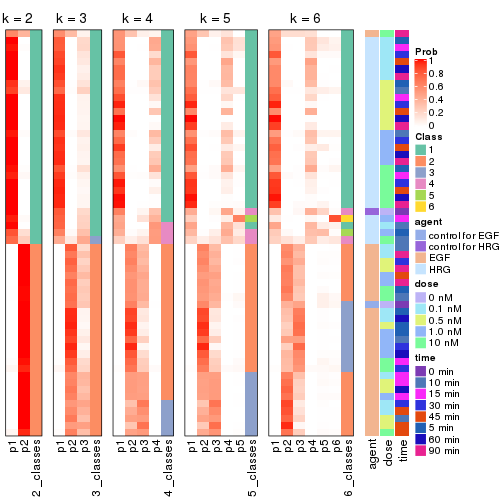 k = 2
k = 3
k = 4
k = 5
k = 6
Prob
1
0.8
0.6
0.4
0.2
0
Class
1
2
3
4
5
6
agent
control for EGF
control for HRG
EGF
HRG
dose
0 nM
0.1 nM
0.5 nM
1.0 nM
10 nM
time
0 min
10 min
15 min
30 min
45 min
5 min
60 min
90 min
p1
p2
2_classes
p1
p2
p3
3_classes
p1
p2
p3
p4
4_classes
p1
p2
p3
p4
p5
5_classes
p1
p2
p3
p4
p5
p6
6_classes
agent
dose
time